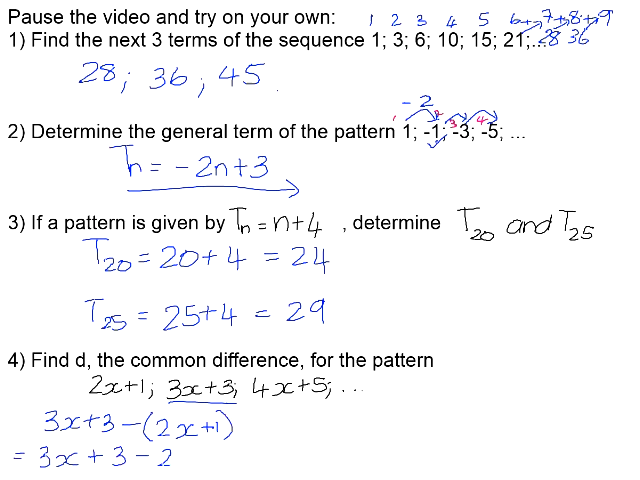 Pause the video and try on your own: 1 2 3 4 5 6 +7 +8 +9
1) Find the next 3 terms of the sequence 1; 3; 6; 10; 15; 21;... 28 36
28; 36; 45
-2
1 2 3 4
2) Determine the general term of the pattern 1; -1; -3; -5; ...
Tn = -2n+3
3) If a pattern is given by Tn = n+4 , determine T20 and T25
T20 = 20+4 = 24
T25 = 25+4 = 29
4) Find d, the common difference, for the pattern
2x+1; 3x+3; 4x+5; ...
3x+3-(2x+1)
= 3x+3-2